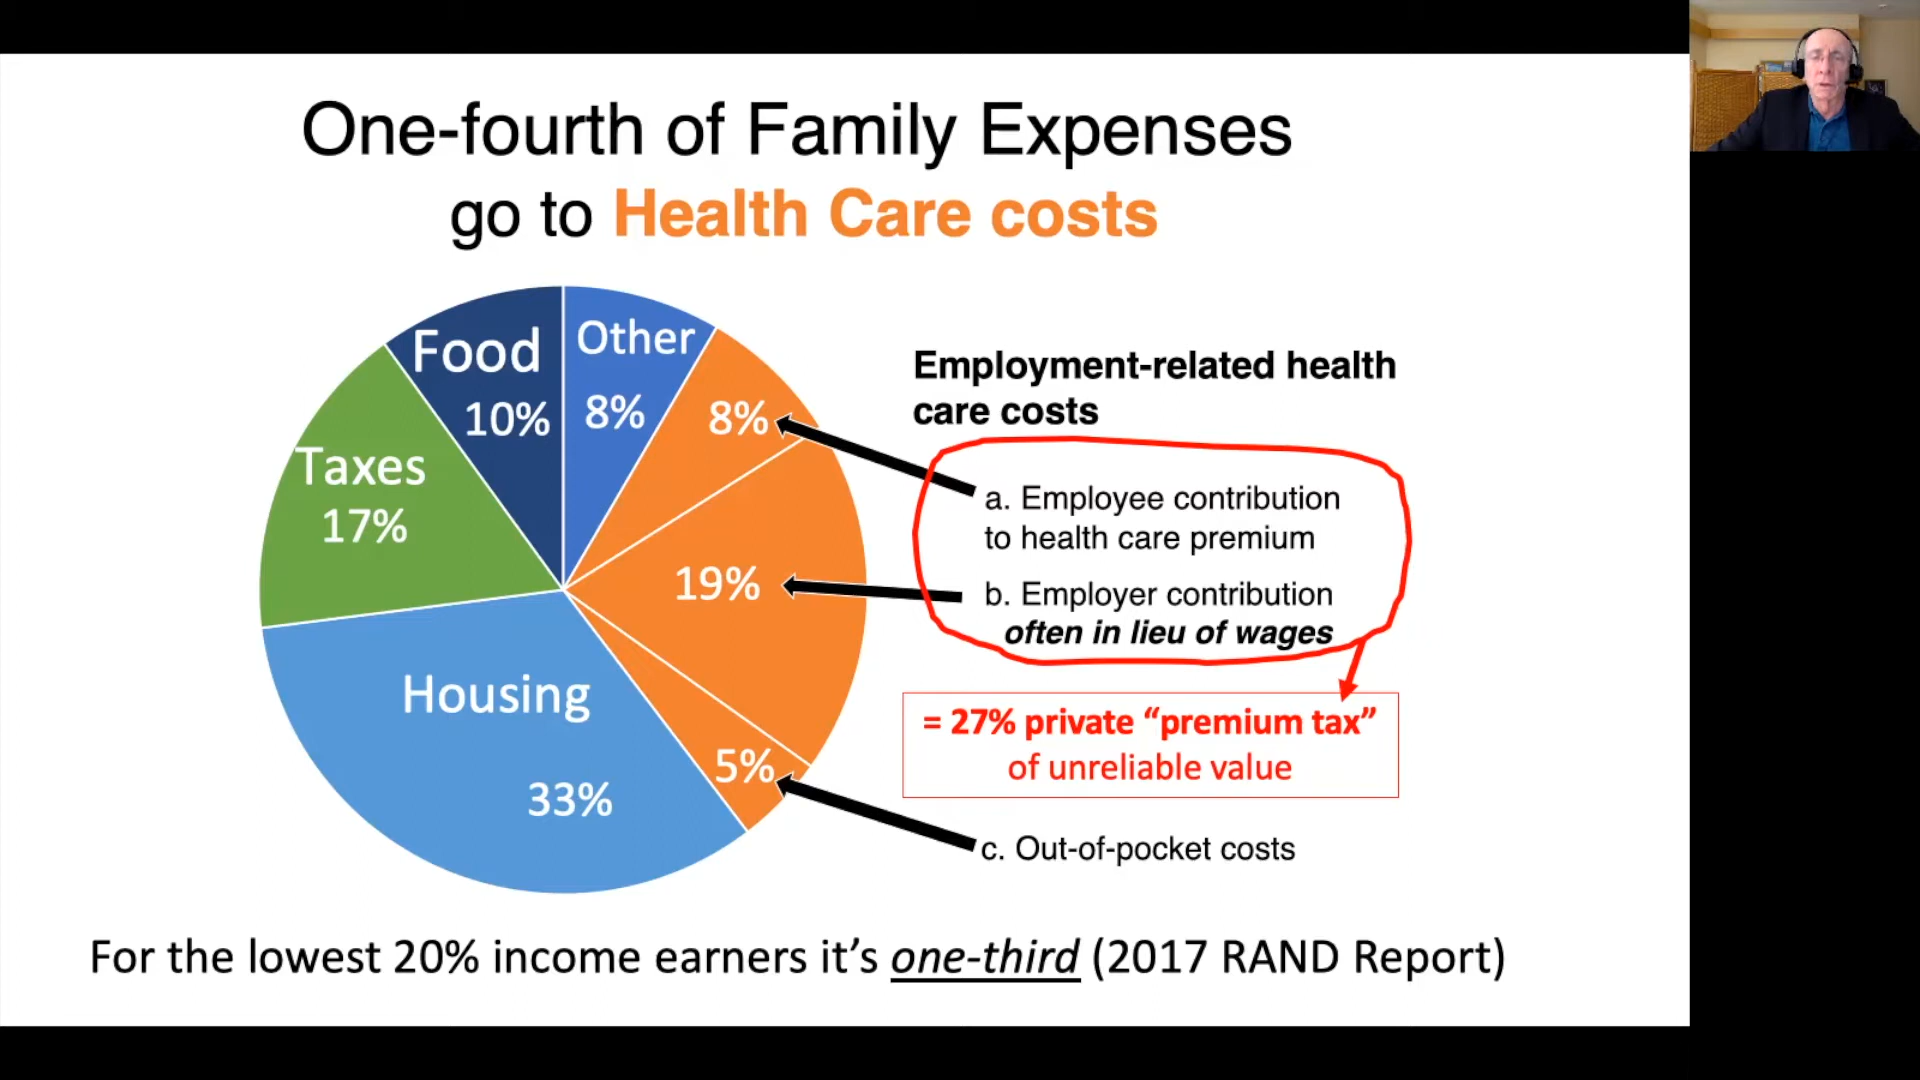 One-fourth of Family Expenses
go to Health Care costs
Food
10%
Other
8%
Taxes
17%
Housing
33%
8%
19%
5%
Employment-related health
care costs
a. Employee contribution
to health care premium
b. Employer contribution
often in lieu of wages
= 27% private “premium tax”
of unreliable value
c. Out-of-pocket costs
For the lowest 20% income earners it’s one-third (2017 RAND Report)